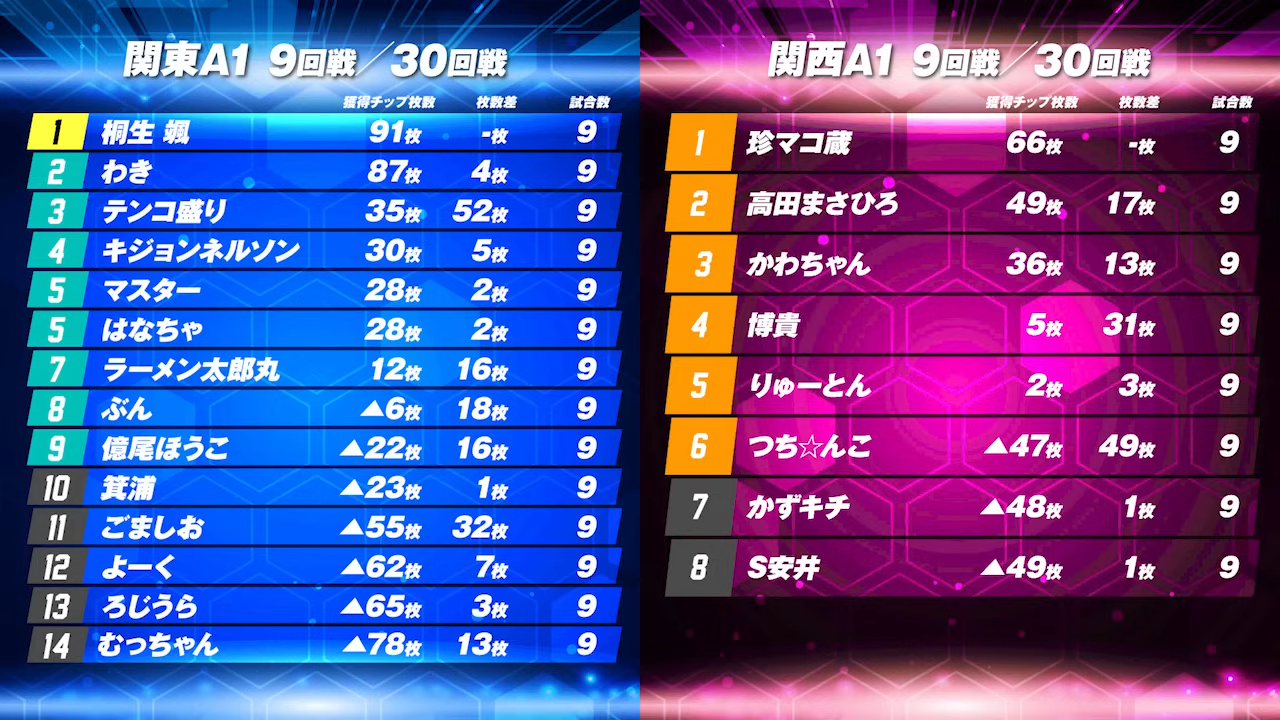 関東A1 9回戦/30回戦
獲得チップ枚数 枚数差 試合数
1 桐生 颯 91枚 -枚 9
2 わき 87枚 4枚 9
3 テンコ盛り 35枚 52枚 9
4 キジョンネルソン 30枚 5枚 9
5 マスター 28枚 2枚 9
5 はなちゃ 28枚 2枚 9
7 ラーメン太郎丸 12枚 16枚 9
8 ぶん ▲6枚 18枚 9
9 億尾ほうこ ▲22枚 16枚 9
10 箕浦 ▲23枚 1枚 9
11 ごましお ▲55枚 32枚 9
12 よーく ▲62枚 7枚 9
13 ろじうら ▲65枚 3枚 9
14 むっちゃん ▲78枚 13枚 9
関西A1 9回戦/30回戦
獲得チップ枚数 枚数差 試合数
1 珍マコ蔵 66枚 -枚 9
2 高田まさひろ 49枚 17枚 9
3 かわちゃん 36枚 13枚 9
4 博貴 5枚 31枚 9
5 りゅーとん 2枚 3枚 9
6 つち☆んこ ▲47枚 49枚 9
7 かずキチ ▲48枚 1枚 9
8 S安井 ▲49枚 1枚 9